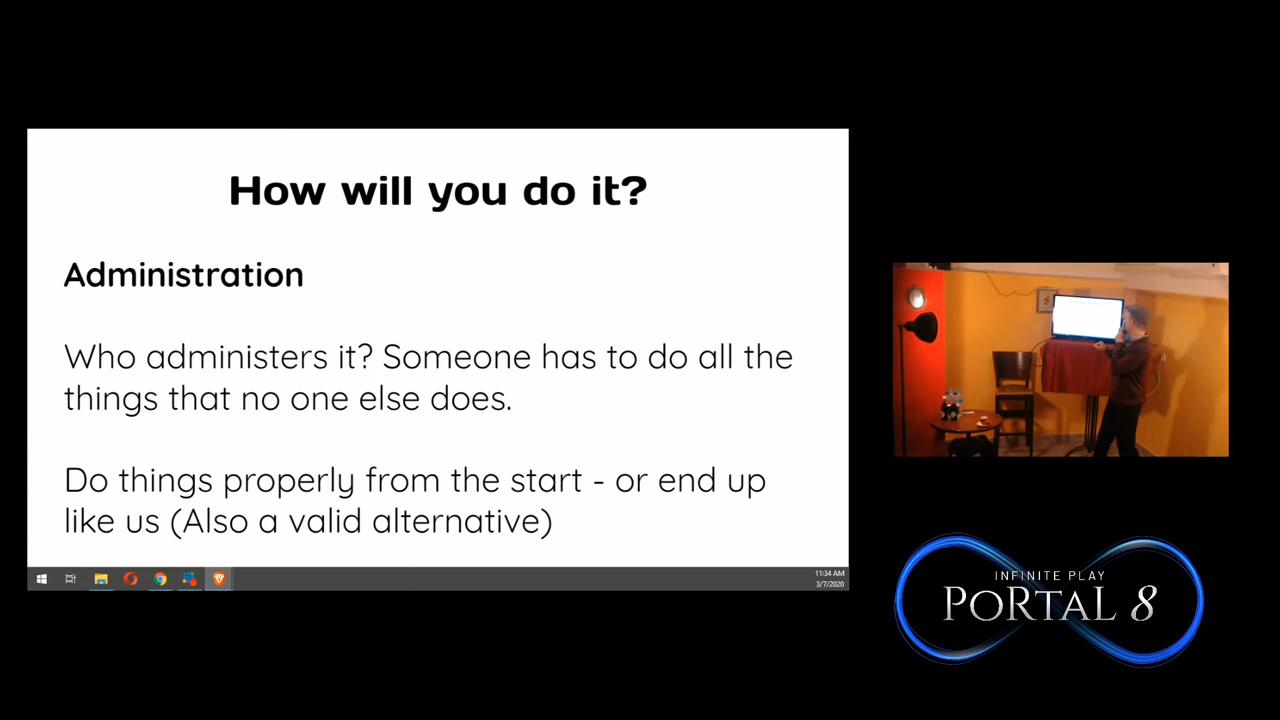 How will you do it?
Administration
Who administers it? Someone has to do all the
things that no one else does.
Do things properly from the start - or end up
like us (Also a valid alternative)
11:34 AM
3/7/2020
INFINITE PLAY
PORTAL 8